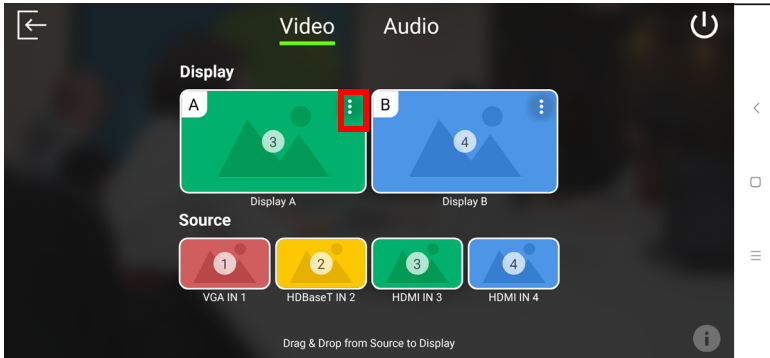 Video Audio
Display
A 3 B 4
Display A Display B
Source
1 2 3 4
VGA IN 1 HDBaseT IN 2 HDMI IN 3 HDMI IN 4
Drag & Drop from Source to Display
i